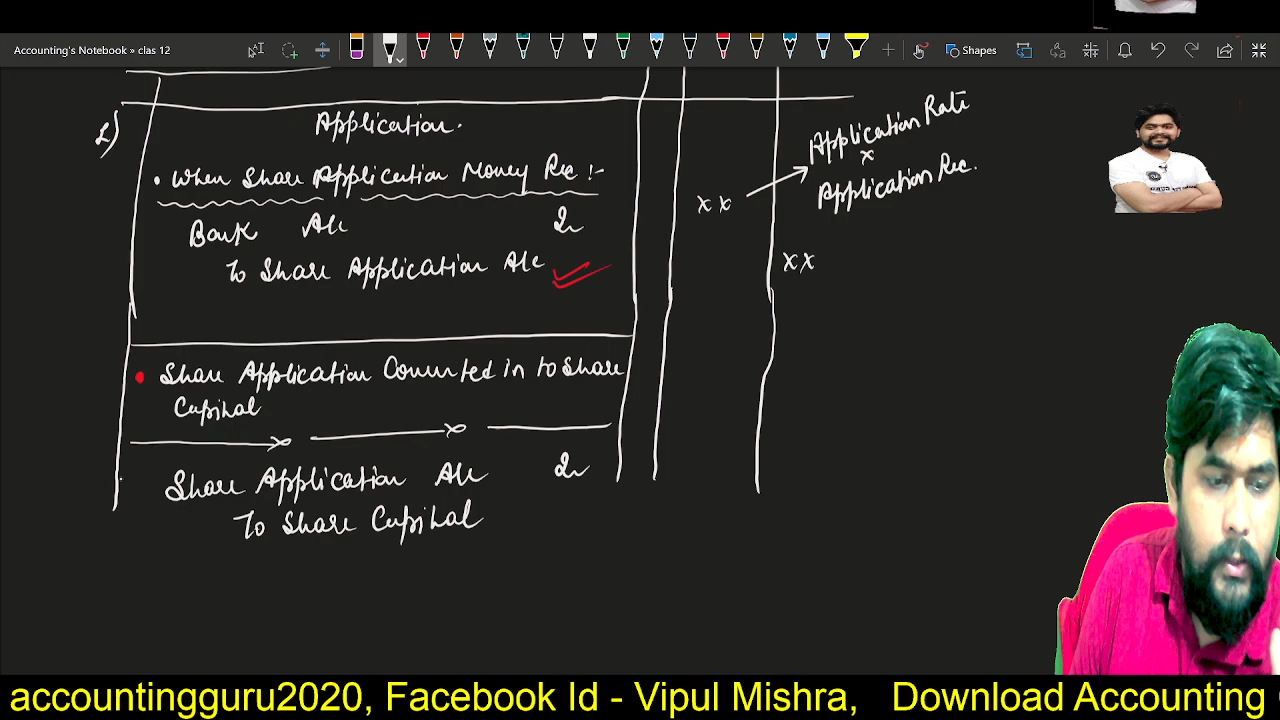 Accounting's Notebook » clas 12
Shapes
2)
Application.
• When Share Application Money Rec :-
Bank A/c Dr
To Share Application A/c
xx
Application Rate
x
Application Rec.
xx
• Share Application Converted in to Share
Capital
Share Application A/c Dr
To Share Capital
accountingguru2020, Facebook Id - Vipul Mishra, Download Accounting